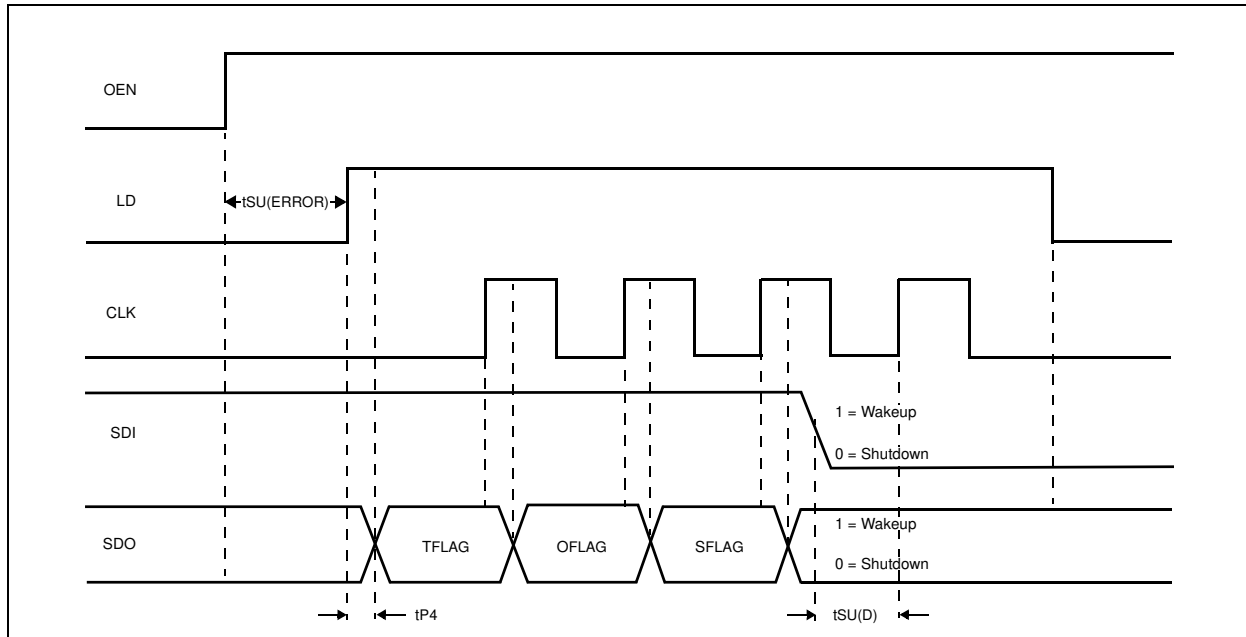 OEN
LD
tSU(ERROR)
CLK
SDI
1 = Wakeup
0 = Shutdown
SDO
TFLAG
OFLAG
SFLAG
1 = Wakeup
0 = Shutdown
tP4
tSU(D)